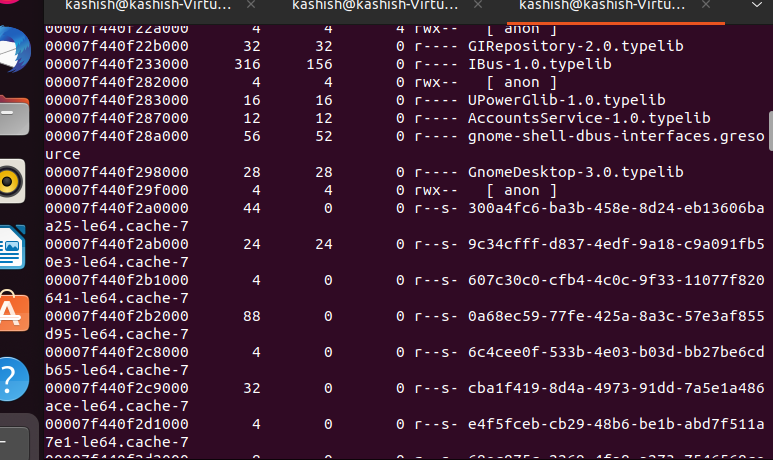 kashish@kashish-Virtu... × kashish@kashish-Virtu... × kashish@kashish-Virtu... ×
00007f440f22a000 4 4 4 rwx-- [ anon ]
00007f440f22b000 32 32 0 r---- GIRepository-2.0.typelib
00007f440f233000 316 156 0 r---- IBus-1.0.typelib
00007f440f282000 4 4 0 rwx-- [ anon ]
00007f440f283000 16 16 0 r---- UPowerGlib-1.0.typelib
00007f440f287000 12 12 0 r---- AccountsService-1.0.typelib
00007f440f28a000 56 52 0 r---- gnome-shell-dbus-interfaces.greso
urce
00007f440f298000 28 28 0 r---- GnomeDesktop-3.0.typelib
00007f440f29f000 4 4 0 rwx-- [ anon ]
00007f440f2a0000 44 0 0 r--s- 300a4fc6-ba3b-458e-8d24-eb13606ba
a25-le64.cache-7
00007f440f2ab000 24 24 0 r--s- 9c34cfff-d837-4edf-9a18-c9a091fb5
0e3-le64.cache-7
00007f440f2b1000 4 0 0 r--s- 607c30c0-cfb4-4c0c-9f33-11077f820
641-le64.cache-7
00007f440f2b2000 88 0 0 r--s- 0a68ec59-77fe-425a-8a3c-57e3af855
d95-le64.cache-7
00007f440f2c8000 4 0 0 r--s- 6c4cee0f-533b-4e03-b03d-bb27be6cd
b65-le64.cache-7
00007f440f2c9000 32 0 0 r--s- cba1f419-8d4a-4973-91dd-7a5e1a486
ace-le64.cache-7
00007f440f2d1000 4 0 0 r--s- e4f5fceb-cb29-48b6-be1b-abd7f511a
7e1-le64.cache-7